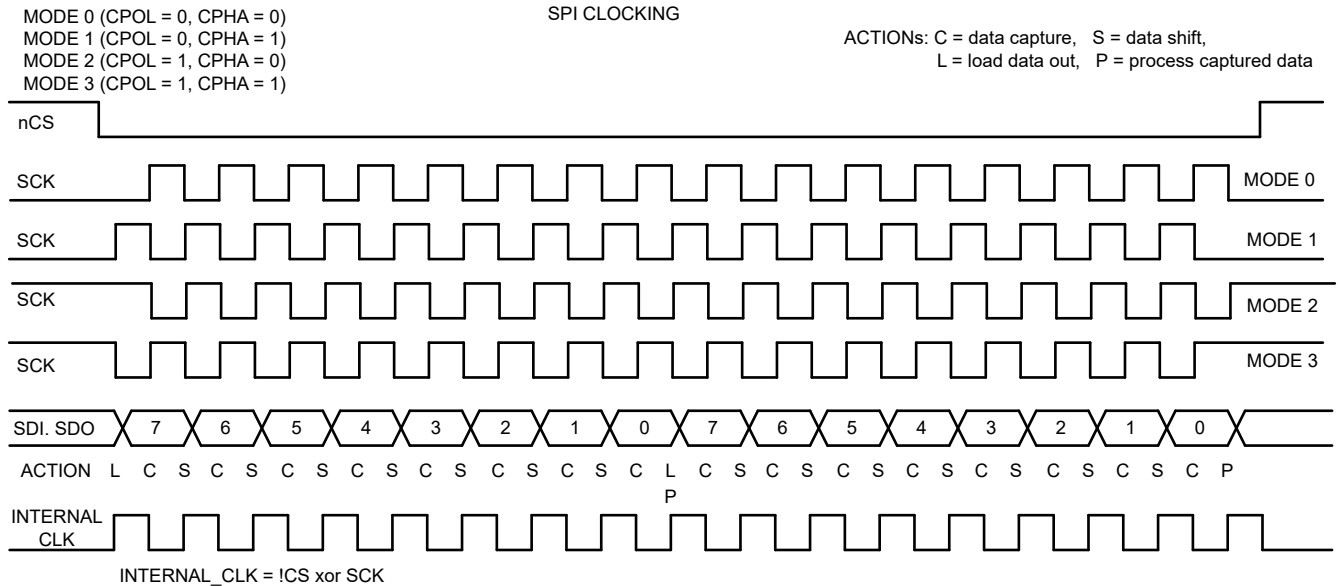 SPI CLOCKING
MODE 0 (CPOL = 0, CPHA = 0)
MODE 1 (CPOL = 0, CPHA = 1)
MODE 2 (CPOL = 1, CPHA = 0)
MODE 3 (CPOL = 1, CPHA = 1)
ACTIONs: C = data capture, S = data shift,
L = load data out, P = process captured data
nCS
SCK MODE 0
SCK MODE 1
SCK MODE 2
SCK MODE 3
SDI. SDO 7 6 5 4 3 2 1 0 7 6 5 4 3 2 1 0
ACTION L C S C S C S C S C S C S C S C L C S C S C S C S C S C S C S C P
P
INTERNAL
CLK
INTERNAL_CLK = !CS xor SCK